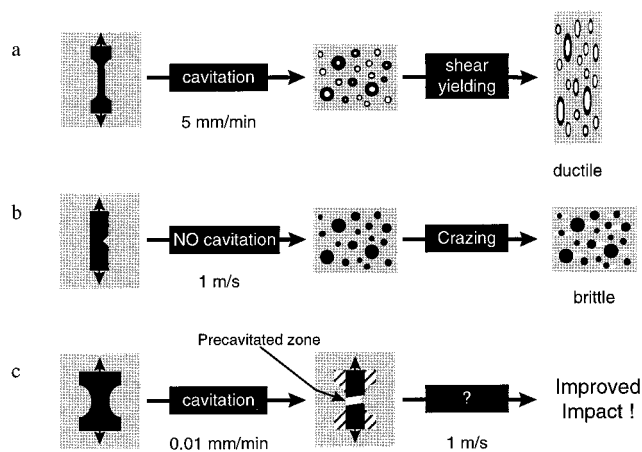 a
cavitation
5 mm/min
shear
yielding
ductile
b
NO cavitation
1 m/s
Crazing
brittle
c
Precavitated zone
cavitation
0.01 mm/min
?
1 m/s
Improved
Impact !